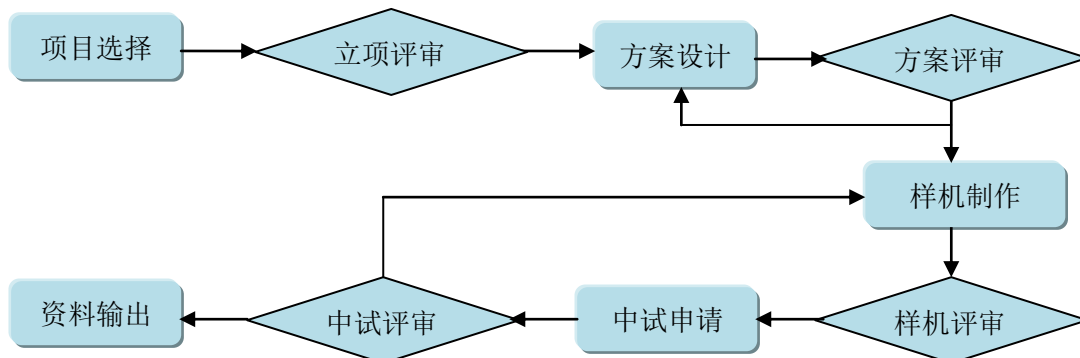 项目选择
立项评审
方案设计
方案评审
样机制作
资料输出
中试评审
中试申请
样机评审